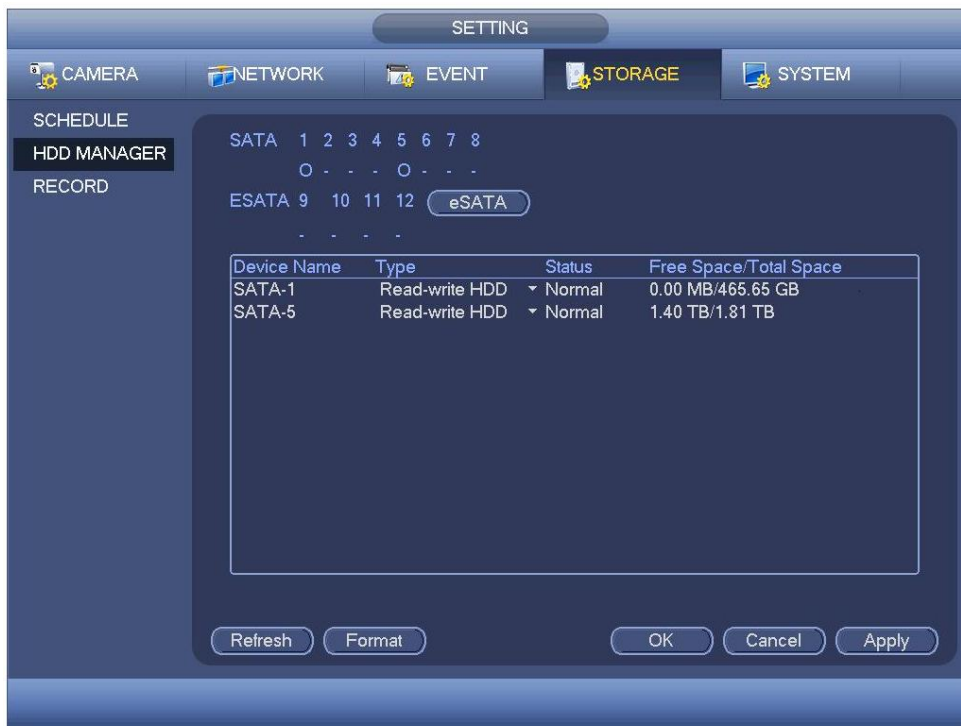 SETTING
CAMERA NETWORK EVENT STORAGE SYSTEM
SCHEDULE
HDD MANAGER
RECORD
SATA 1 2 3 4 5 6 7 8
O - - - O - - -
ESATA 9 10 11 12 eSATA
- - - -
Device Name Type Status Free Space/Total Space
SATA-1 Read-write HDD Normal 0.00 MB/465.65 GB
SATA-5 Read-write HDD Normal 1.40 TB/1.81 TB
Refresh Format OK Cancel Apply